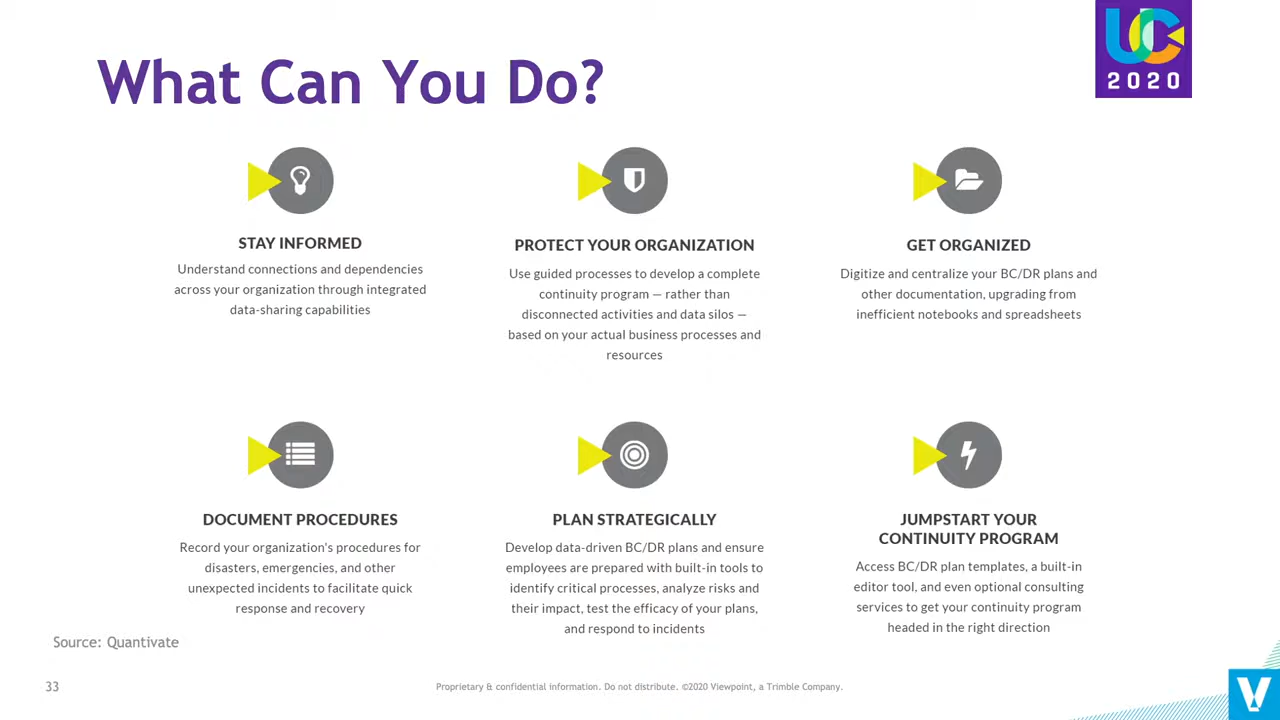 What Can You Do?
UC
2020
STAY INFORMED
Understand connections and dependencies
across your organization through integrated
data-sharing capabilities
PROTECT YOUR ORGANIZATION
Use guided processes to develop a complete
continuity program — rather than
disconnected activities and data silos —
based on your actual business processes and
resources
GET ORGANIZED
Digitize and centralize your BC/DR plans and
other documentation, upgrading from
inefficient notebooks and spreadsheets
DOCUMENT PROCEDURES
Record your organization's procedures for
disasters, emergencies, and other
unexpected incidents to facilitate quick
response and recovery
PLAN STRATEGICALLY
Develop data-driven BC/DR plans and ensure
employees are prepared with built-in tools to
identify critical processes, analyze risks and
their impact, test the efficacy of your plans,
and respond to incidents
JUMPSTART YOUR
CONTINUITY PROGRAM
Access BC/DR plan templates, a built-in
editor tool, and even optional consulting
services to get your continuity program
headed in the right direction
Source: Quantivate
33
Proprietary & confidential information. Do not distribute. ©2020 Viewpoint, a Trimble Company.
V